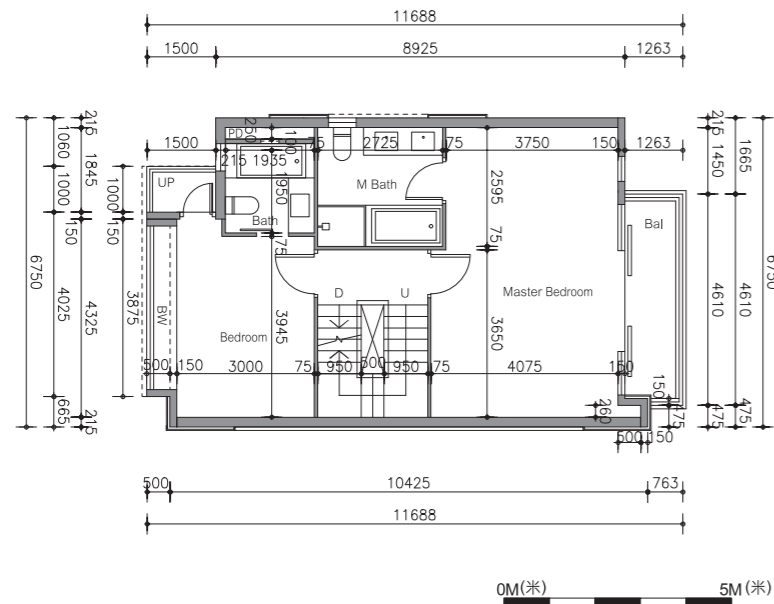 11688
1500 8925 1263
215
1060
1845
1000
1000
150
150
6750
4025
4325
3875
665
215
PD
250
100
1500 75 2725 75 3750 150 1263
215 1935
UP
1950
M Bath
Bath
75
2595
75
215
1450
1665
Bal
6750
4610
4610
D U
Master Bedroom
BW
Bedroom
3945
3650
500 150 3000 75 950 500 950 75 4075 150
260
150
475
475
475
500 150
500 10425 763
11688
0M(米) 5M(米)